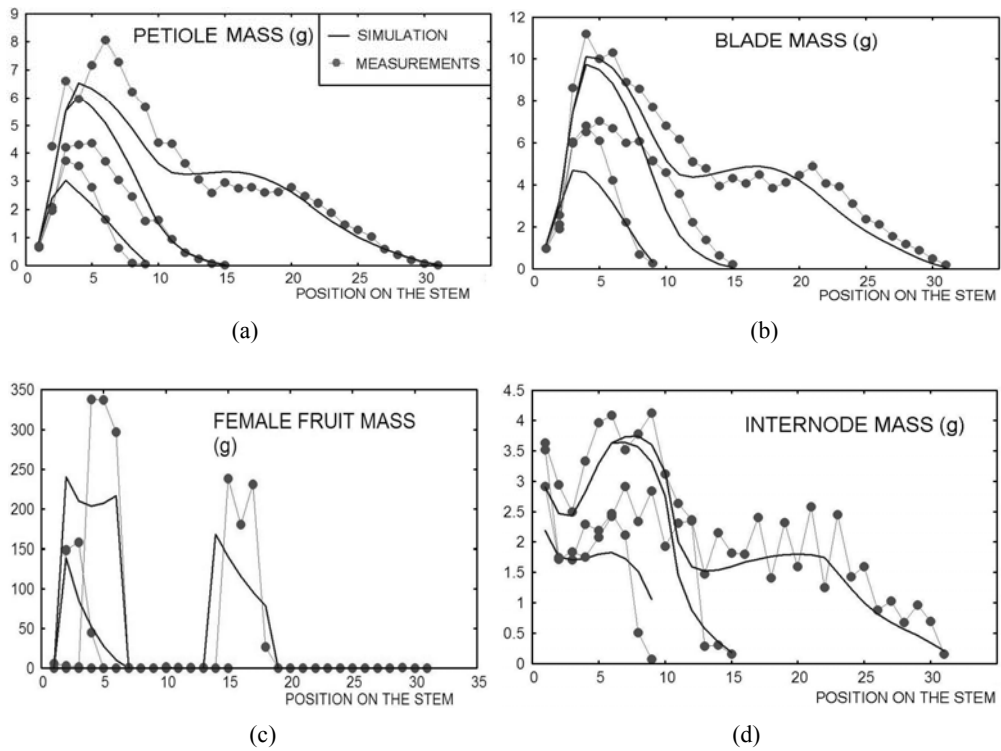 PETIOLE MASS (g)
SIMULATION
MEASUREMENTS
9
8
7
6
5
4
3
2
1
0
0 5 10 15 20 25 30
POSITION ON THE STEM
(a)
BLADE MASS (g)
12
10
8
6
4
2
0
0 5 10 15 20 25 30
POSITION ON THE STEM
(b)
FEMALE FRUIT MASS
(g)
350
300
250
200
150
100
50
0
0 5 10 15 20 25 30 35
POSITION ON THE STEM
(c)
INTERNODE MASS (g)
4.5
4
3.5
3
2.5
2
1.5
1
0.5
0
0 5 10 15 20 25 30
POSITION ON THE STEM
(d)